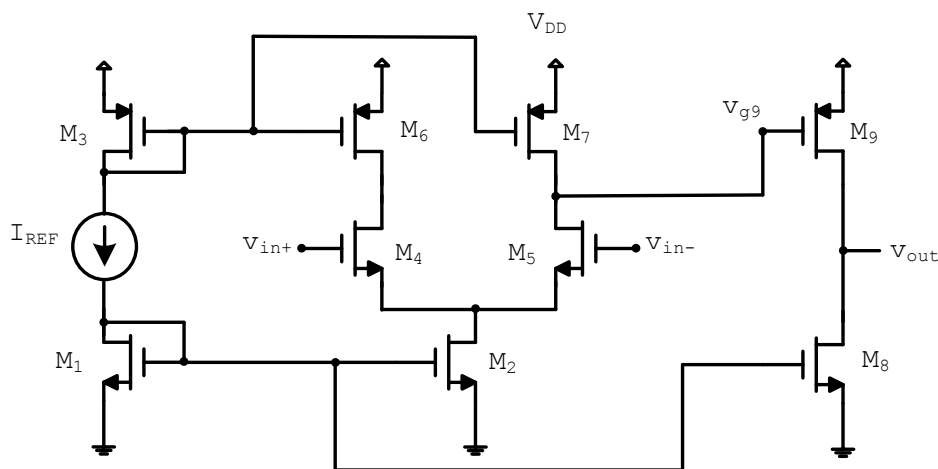 V_DD
M_3
M_6
M_7
v_g9
M_9
I_REF
v_in+
M_4
M_5
v_in-
v_out
M_1
M_2
M_8